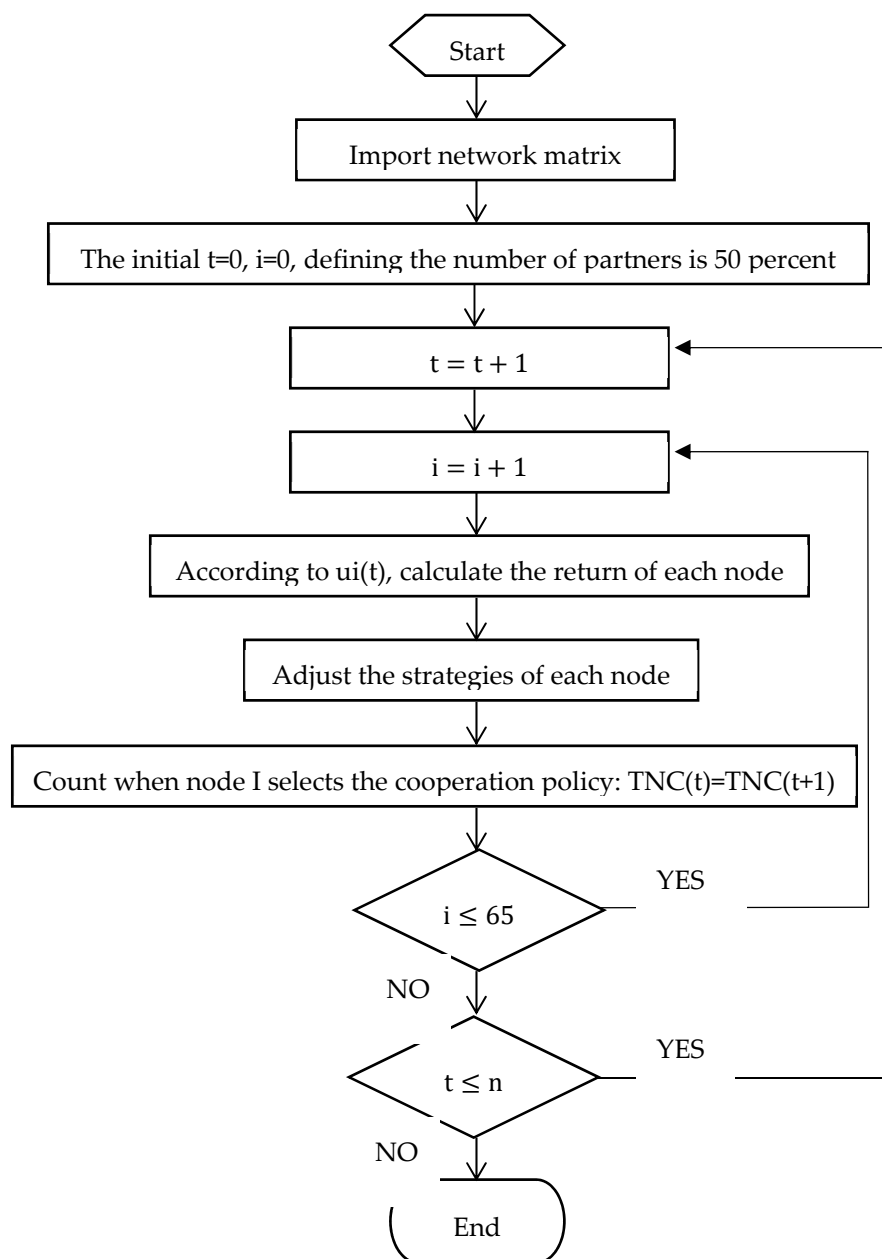 Start
Import network matrix
The initial t=0, i=0, defining the number of partners is 50 percent
t = t + 1
i = i + 1
According to ui(t), calculate the return of each node
Adjust the strategies of each node
Count when node I selects the cooperation policy: TNC(t)=TNC(t+1)
YES
i ≤ 65
NO
YES
t ≤ n
NO
End